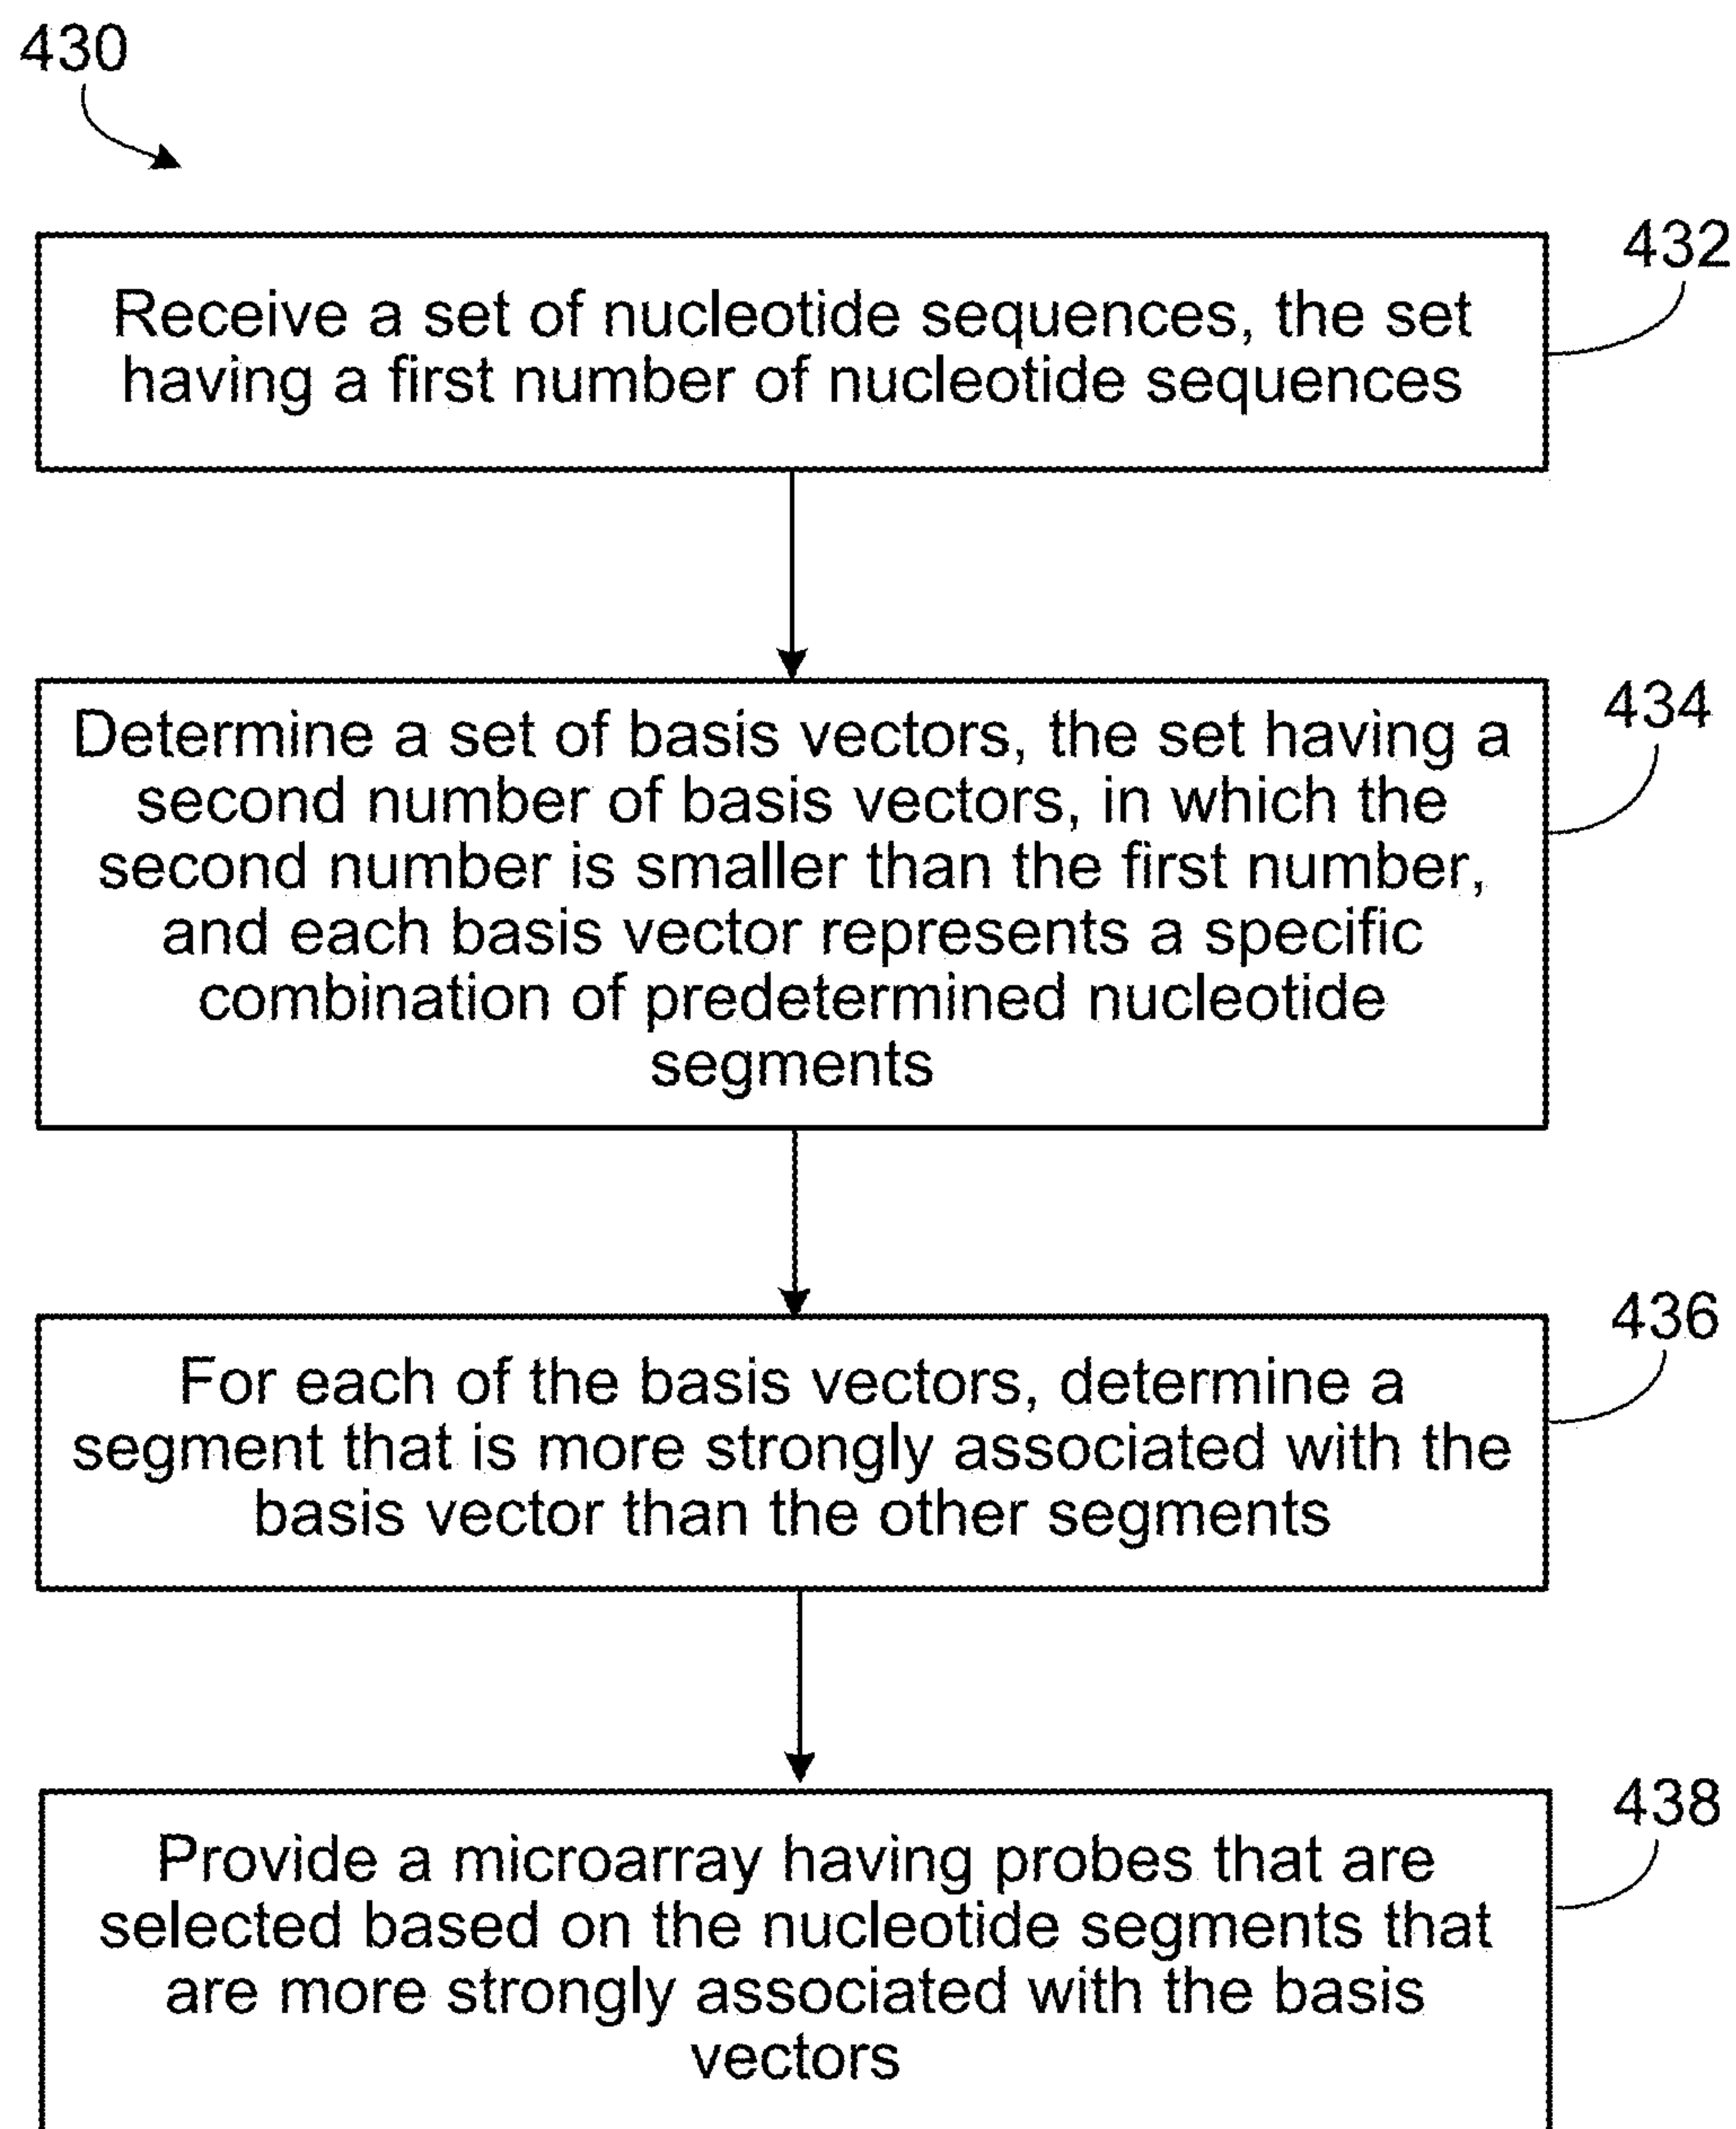 430
432
Receive a set of nucleotide sequences, the set
having a first number of nucleotide sequences
434
Determine a set of basis vectors, the set having a
second number of basis vectors, in which the
second number is smaller than the first number,
and each basis vector represents a specific
combination of predetermined nucleotide
segments
436
For each of the basis vectors, determine a
segment that is more strongly associated with the
basis vector than the other segments
438
Provide a microarray having probes that are
selected based on the nucleotide segments that
are more strongly associated with the basis
vectors